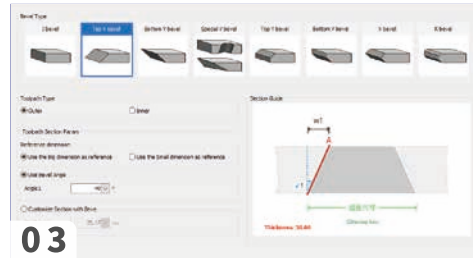 Bevel Type
I bevel
Top V bevel
Bottom V bevel
Special V bevel
Top Y bevel
Bottom Y bevel
X bevel
K bevel
Toolpath Type
Outer
Inner
Toolpath Section Param
Reference dimension
Use the big dimension as reference
Use the small dimension as reference
Use bevel angle
Angle1
Customize Section with Bevel
Section Guide
w1
A
Thickness: 30.00
03